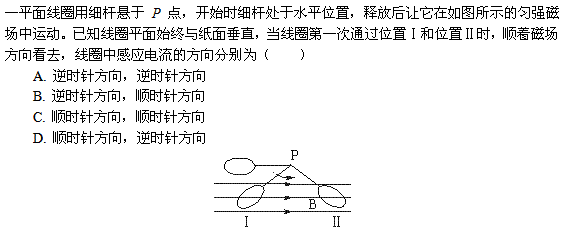 一平面线圈用细杆悬于 P 点，开始时细杆处于水平位置，释放后让它在如图所示的匀强磁
场中运动。已知线圈平面始终与纸面垂直，当线圈第一次通过位置Ⅰ和位置Ⅱ时，顺着磁场
方向看去，线圈中感应电流的方向分别为（　　）
A. 逆时针方向，逆时针方向
B. 逆时针方向，顺时针方向
C. 顺时针方向，顺时针方向
D. 顺时针方向，逆时针方向
P
B
Ⅰ Ⅱ